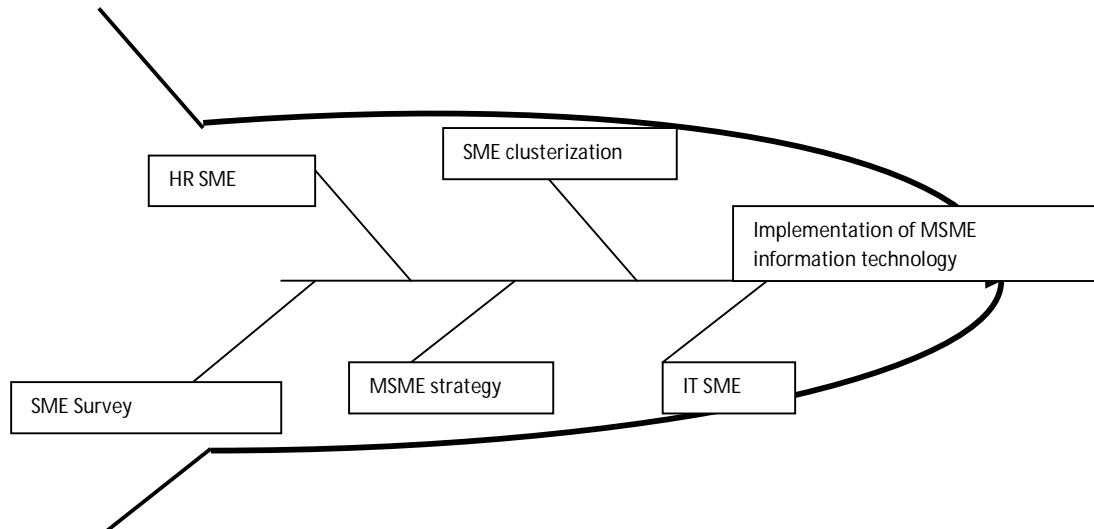 SME clusterization
HR SME
Implementation of MSME
information technology
SME Survey
MSME strategy
IT SME